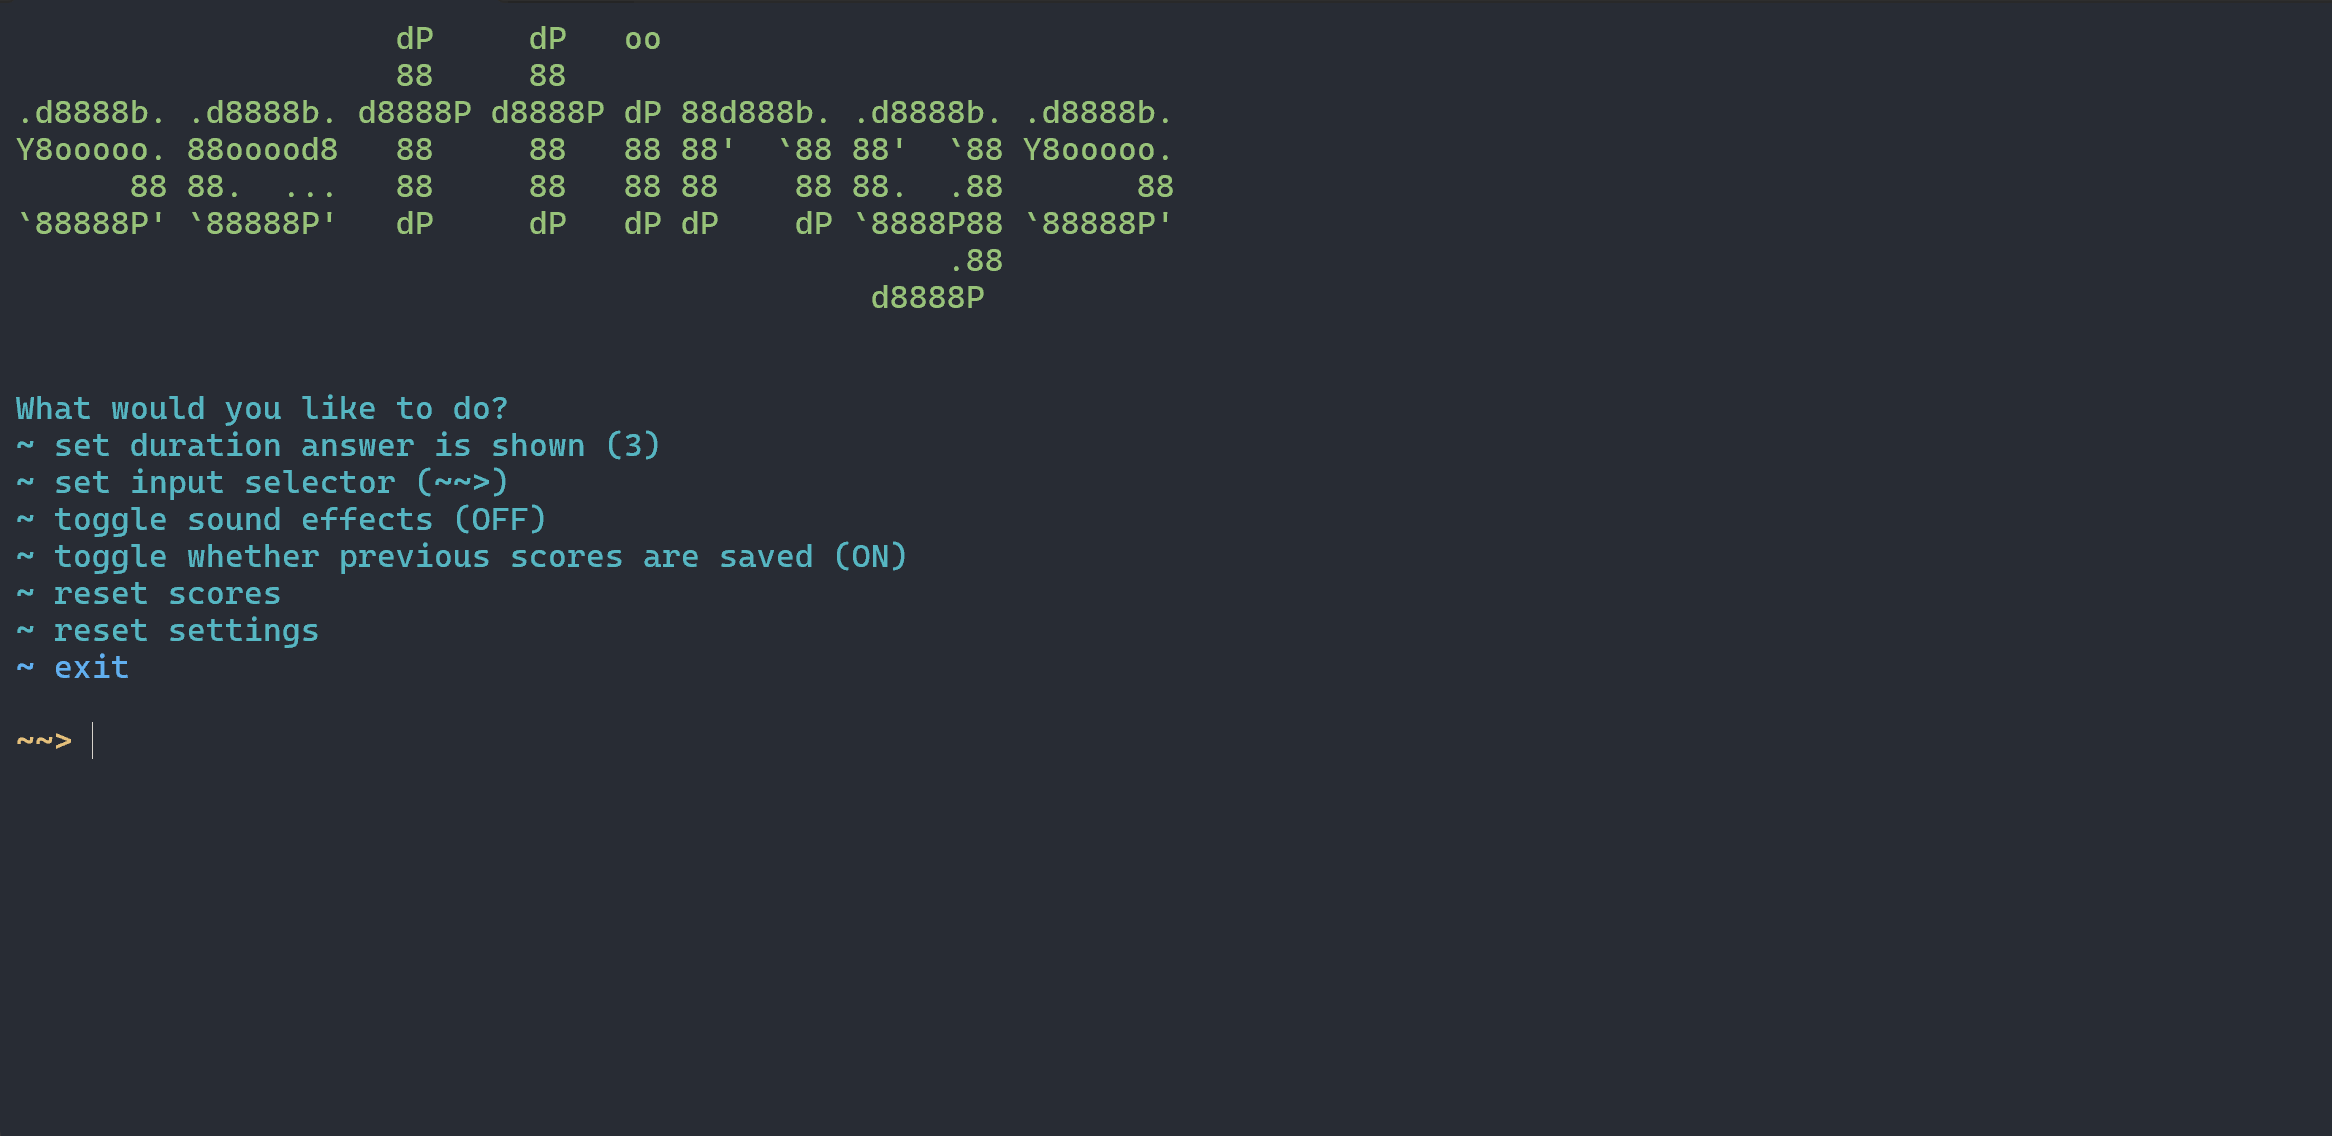 dP     dP   oo
                    88     88
.d8888b. .d8888b. d8888P d8888P dP 88d888b. .d8888b. .d8888b.
Y8ooooo. 88ooood8   88     88   88 88'  `88 88'  `88 Y8ooooo.
      88 88.  ...   88     88   88 88    88 88.  .88       88
`88888P' `88888P'   dP     dP   dP dP    dP `8888P88 `88888P'
                                                 .88
                                             d8888P
What would you like to do?
~ set duration answer is shown (3)
~ set input selector (~~>)
~ toggle sound effects (OFF)
~ toggle whether previous scores are saved (ON)
~ reset scores
~ reset settings
~ exit
~~>